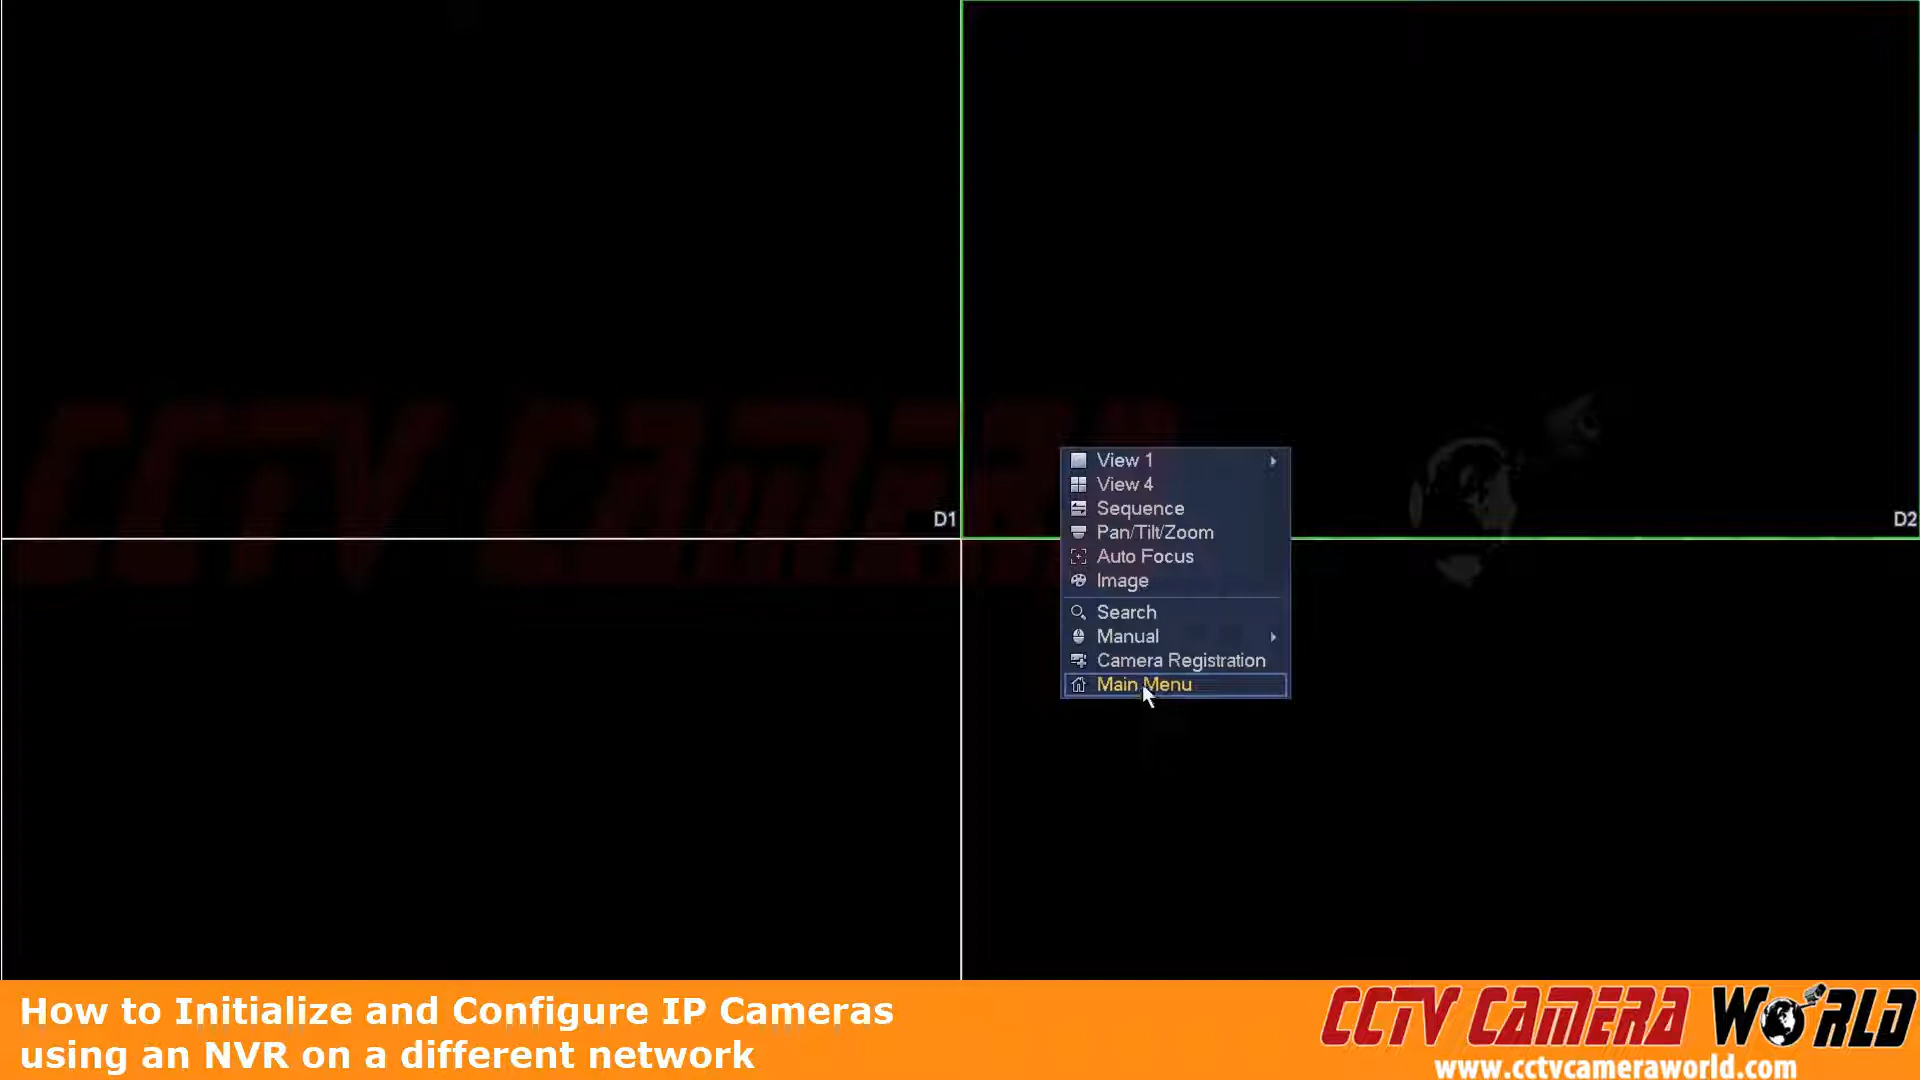 CCTV CAMERA
D1
D2
View 1
View 4
Sequence
Pan/Tilt/Zoom
Auto Focus
Image
Search
Manual
Camera Registration
Main Menu
How to Initialize and Configure IP Cameras
using an NVR on a different network
CCTV CAMERA WORLD
www.cctvcameraworld.com